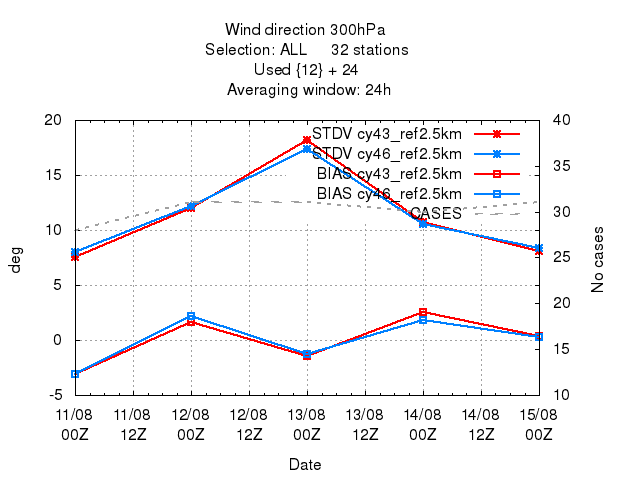 Wind direction 300hPa
Selection: ALL 32 stations
Used {12} + 24
Averaging window: 24h
20
15
10
5
0
-5
deg
40
35
30
25
20
15
10
No cases
STDV cy43_ref2.5km
STDV cy46_ref2.5km
BIAS cy43_ref2.5km
BIAS cy46_ref2.5km
CASES
11/08 11/08 12/08 12/08 13/08 13/08 14/08 14/08 15/08
00Z 12Z 00Z 12Z 00Z 12Z 00Z 12Z 00Z
Date